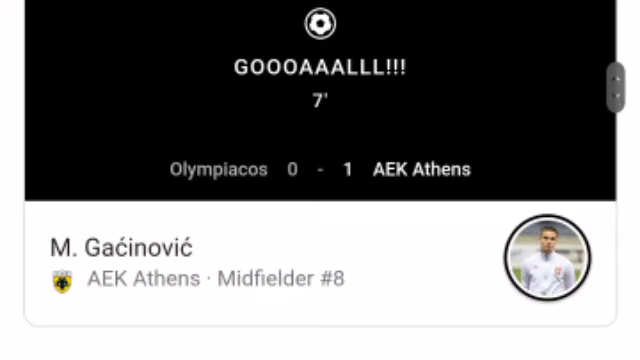 GOOOAAALLL!!!
7'
Olympiacos 0 - 1 AEK Athens
M. Gaćinović
AEK Athens · Midfielder #8